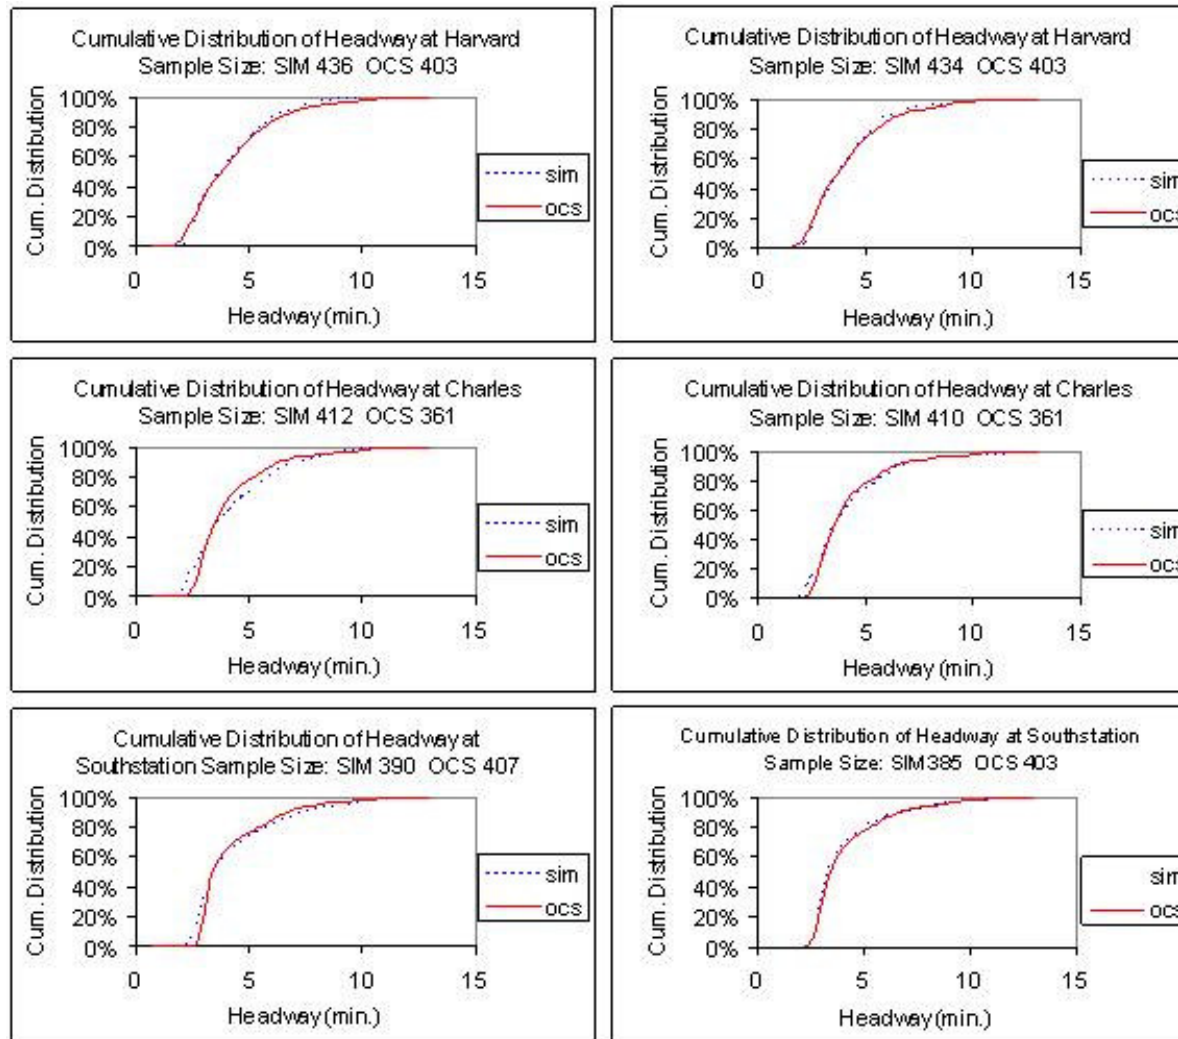 Cumulative Distribution of Headway at Harvard
Sample Size: SIM 436 OCS 403
100%
80%
60%
40%
20%
0%
Cum. Distribution
0 5 10 15
Headway (min.)
sim
ocs
Cumulative Distribution of Headway at Harvard
Sample Size: SIM 434 OCS 403
100%
80%
60%
40%
20%
0%
Cum. Distribution
0 5 10 15
Headway (min.)
sim
ocs
Cumulative Distribution of Headway at Charles
Sample Size: SIM 412 OCS 361
100%
80%
60%
40%
20%
0%
Cum. Distribution
0 5 10 15
Headway (min.)
sim
ocs
Cumulative Distribution of Headway at Charles
Sample Size: SIM 410 OCS 361
100%
80%
60%
40%
20%
0%
Cum. Distribution
0 5 10 15
Headway (min.)
sim
ocs
Cumulative Distribution of Headway at
Southstation Sample Size: SIM 390 OCS 407
100%
80%
60%
40%
20%
0%
Cum. Distribution
0 5 10 15
Headway (min.)
sim
ocs
Cumulative Distribution of Headway at Southstation
Sample Size: SIM 385 OCS 403
100%
80%
60%
40%
20%
0%
Cum. Distribution
0 5 10 15
Headway (min.)
sim
ocs